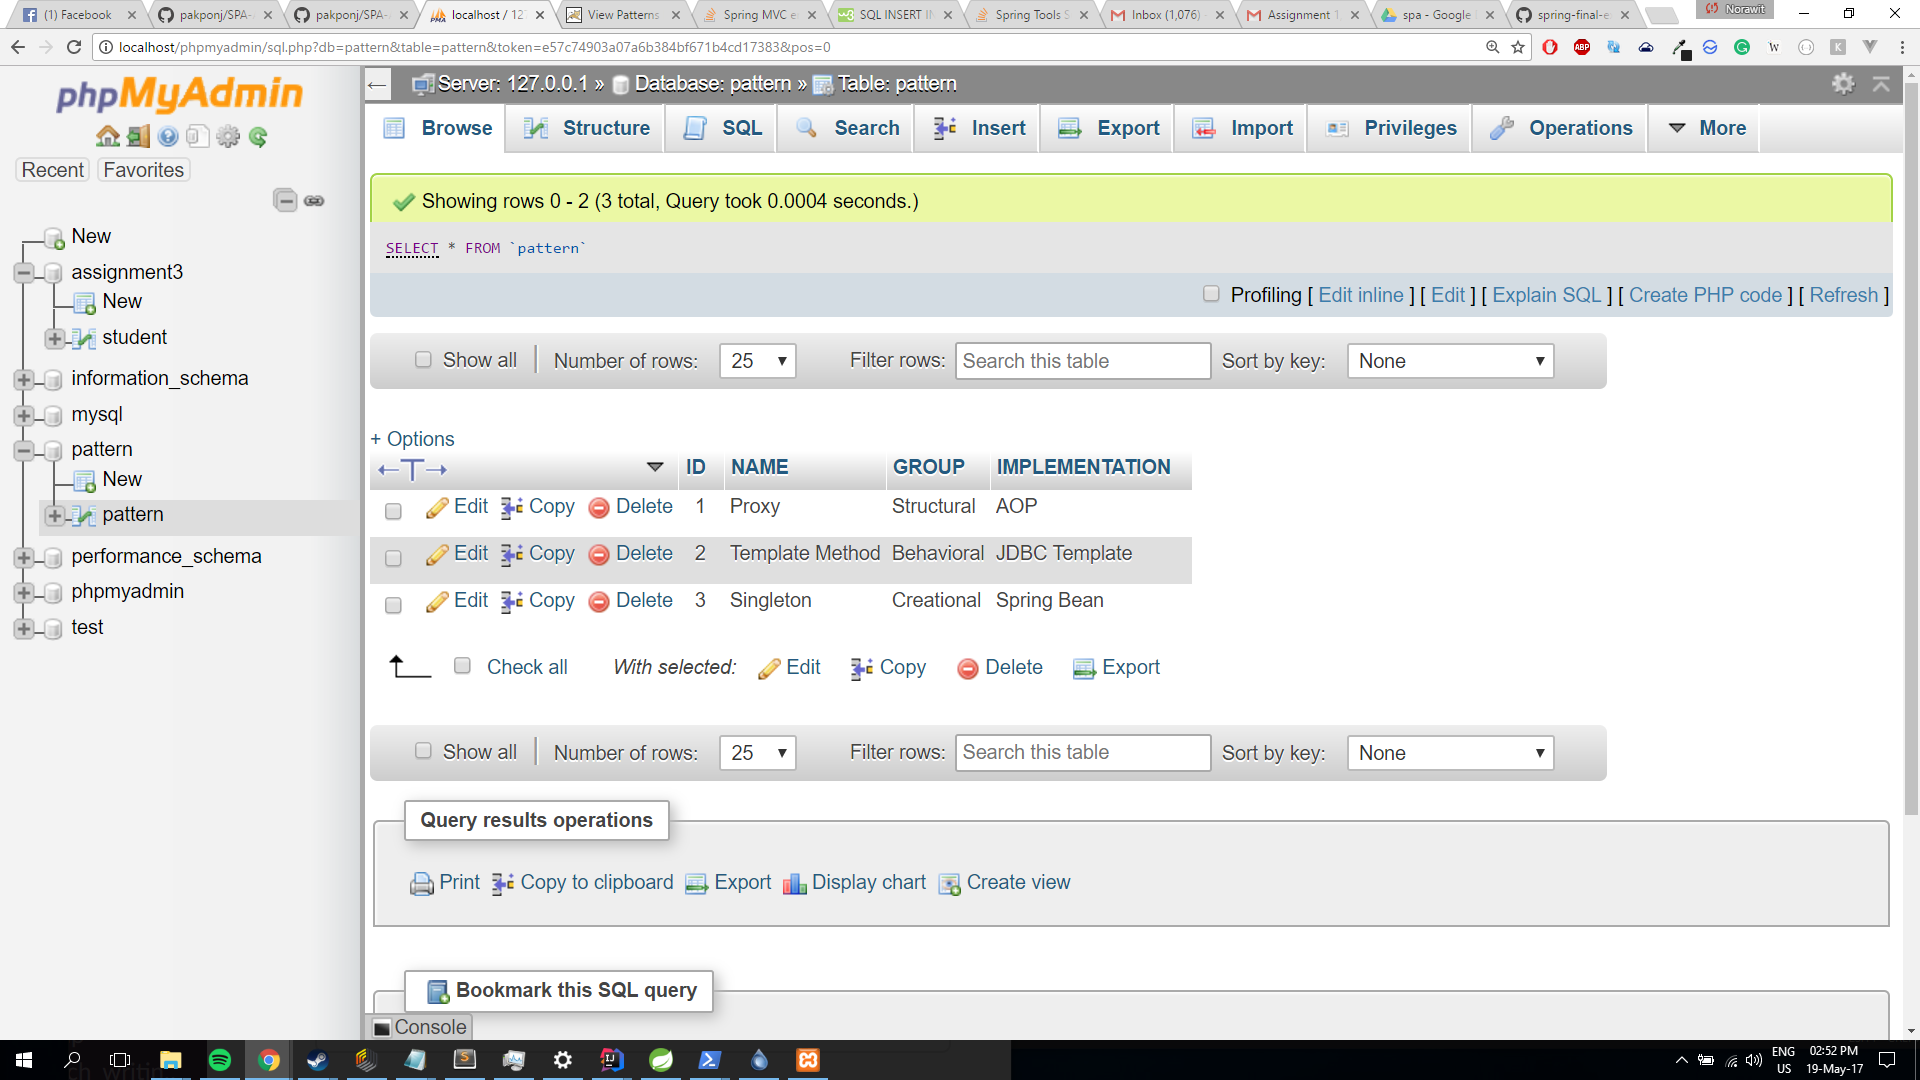 (1) Facebook
pakponj/SPA-
pakponj/SPA-
localhost / 12
View Patterns
Spring MVC e
SQL INSERT IN
Spring Tools S
Inbox (1,076)
Assignment 1
spa - Google
spring-final-e
Norawit
localhost/phpmyadmin/sql.php?db=pattern&table=pattern&token=e57c74903a07a6b384bf671b4cd17383&pos=0
phpMyAdmin
Recent Favorites
New
assignment3
New
student
information_schema
mysql
pattern
New
pattern
performance_schema
phpmyadmin
test
Server: 127.0.0.1 » Database: pattern » Table: pattern
Browse Structure SQL Search Insert Export Import Privileges Operations More
Showing rows 0 - 2 (3 total, Query took 0.0004 seconds.)
SELECT * FROM `pattern`
Profiling [ Edit inline ] [ Edit ] [ Explain SQL ] [ Create PHP code ] [ Refresh ]
Show all Number of rows: 25 Filter rows: Search this table Sort by key: None
+ Options
ID NAME GROUP IMPLEMENTATION
Edit Copy Delete 1 Proxy Structural AOP
Edit Copy Delete 2 Template Method Behavioral JDBC Template
Edit Copy Delete 3 Singleton Creational Spring Bean
Check all With selected: Edit Copy Delete Export
Show all Number of rows: 25 Filter rows: Search this table Sort by key: None
Query results operations
Print Copy to clipboard Export Display chart Create view
Bookmark this SQL query
Console
ENG
US
02:52 PM
19-May-17